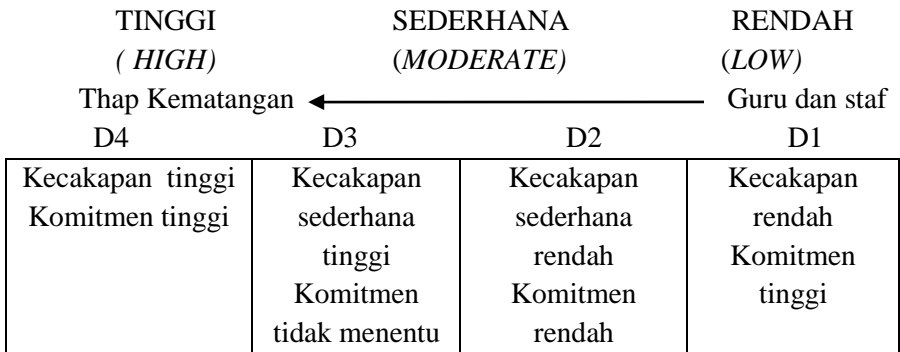 TINGGI SEDERHANA RENDAH
( HIGH) (MODERATE) (LOW)
Thap Kematangan Guru dan staf
D4 D3 D2 D1
Kecakapan tinggi Kecakapan Kecakapan Kecakapan
Komitmen tinggi sederhana sederhana rendah
tinggi rendah Komitmen
Komitmen Komitmen tinggi
tidak menentu rendah